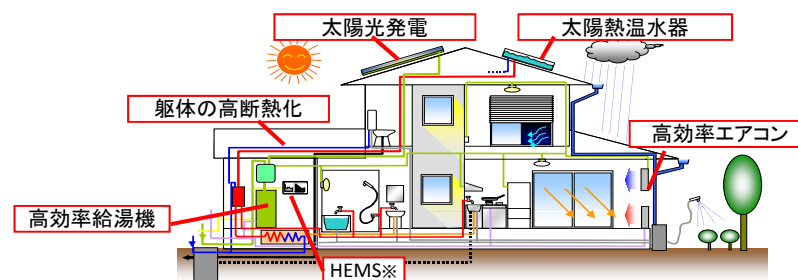 太陽光発電
太陽熱温水器
躯体の高断熱化
高効率エアコン
高効率給湯機
HEMS※